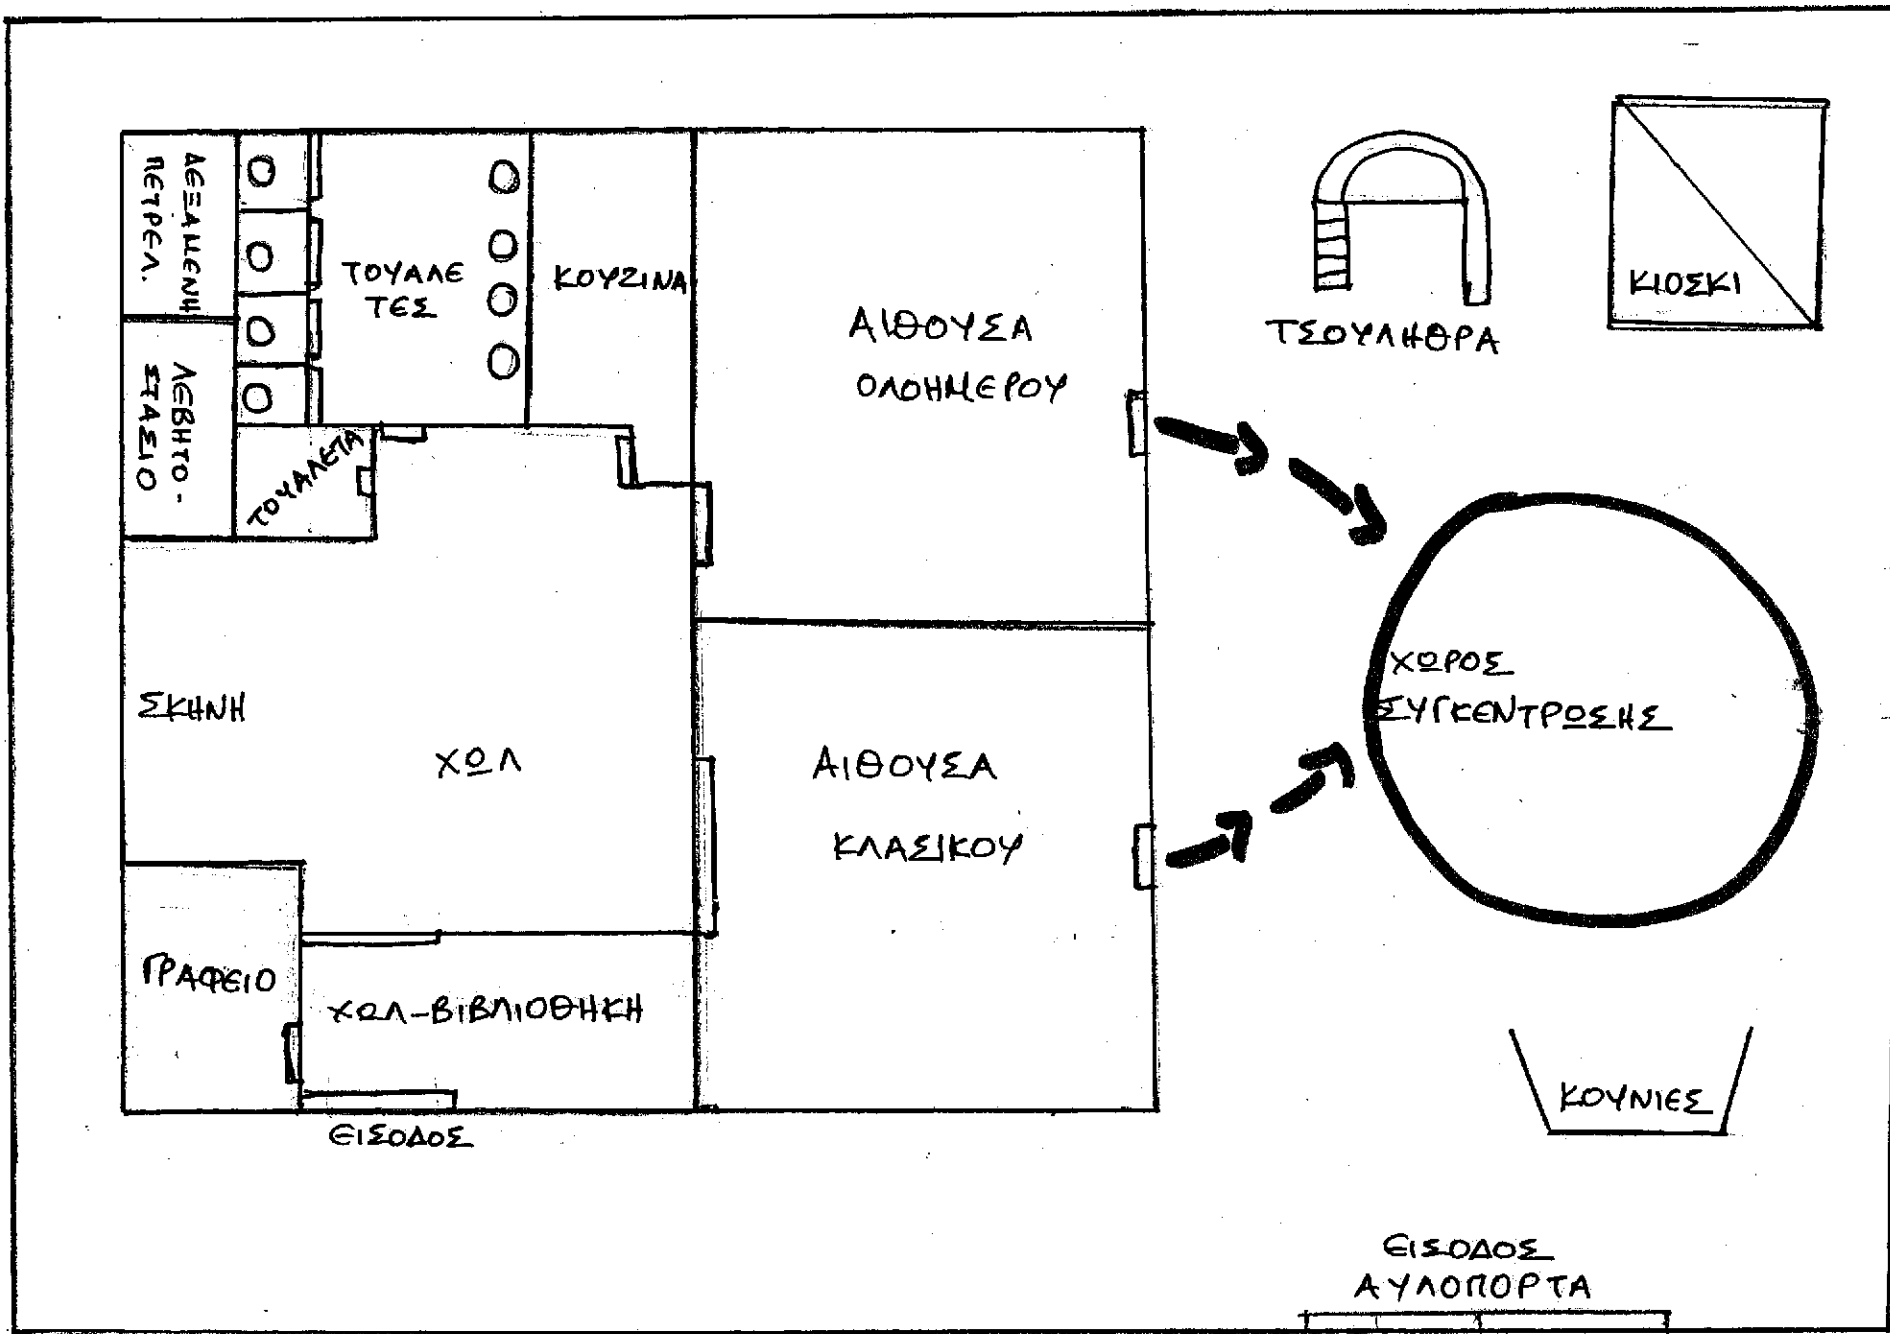 ΔΕΞΑΜΕΝΗ
ΠΕΤΡΕΛ.
ΛΕΒΗΤΟ-
ΣΤΑΣΙΟ
ΤΟΥΑΛΕ
ΤΕΣ
ΚΟΥΖΙΝΑ
ΤΟΥΑΛΕΤΑ
ΑΙΘΟΥΣΑ
ΟΛΟΗΜΕΡΟΥ
ΤΣΟΥΛΗΘΡΑ
ΚΙΟΣΚΙ
ΣΚΗΝΗ
ΧΩΛ
ΑΙΘΟΥΣΑ
ΚΛΑΣΙΚΟΥ
ΧΩΡΟΣ
ΣΥΓΚΕΝΤΡΩΣΗΣ
ΓΡΑΦΕΙΟ
ΧΩΛ-ΒΙΒΛΙΟΘΗΚΗ
ΕΙΣΟΔΟΣ
ΚΟΥΝΙΕΣ
ΕΙΣΟΔΟΣ
ΑΥΛΟΠΟΡΤΑ